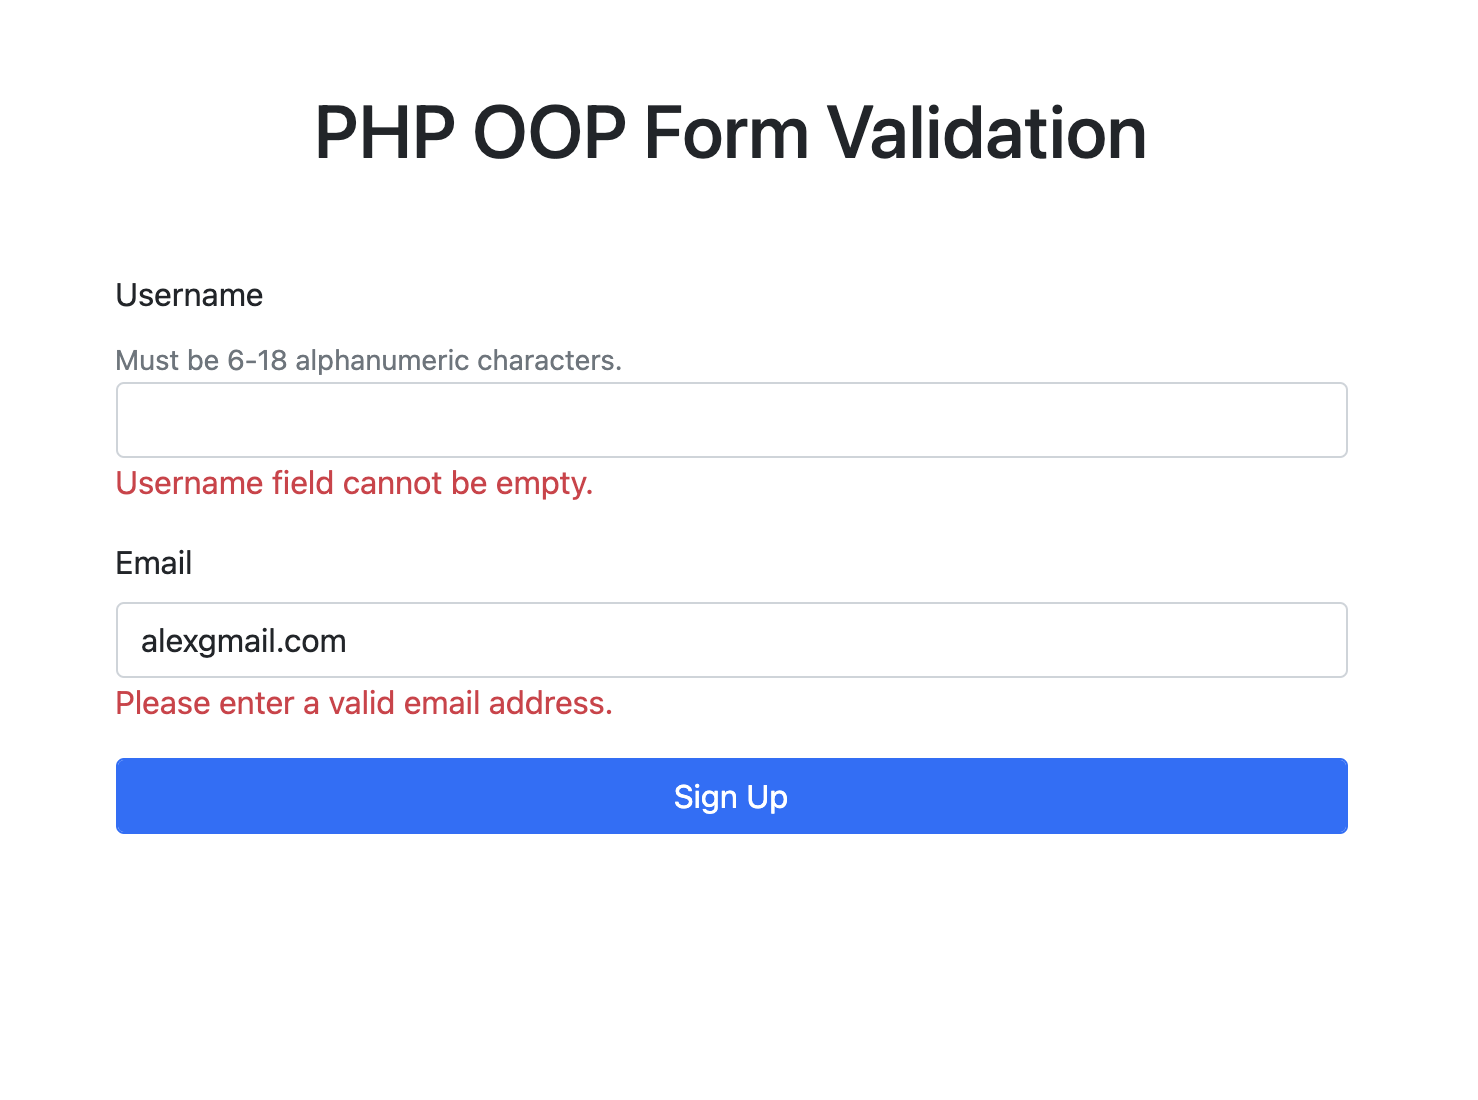 PHP OOP Form Validation
Username
Must be 6-18 alphanumeric characters.
Username field cannot be empty.
Email
alexgmail.com
Please enter a valid email address.
Sign Up